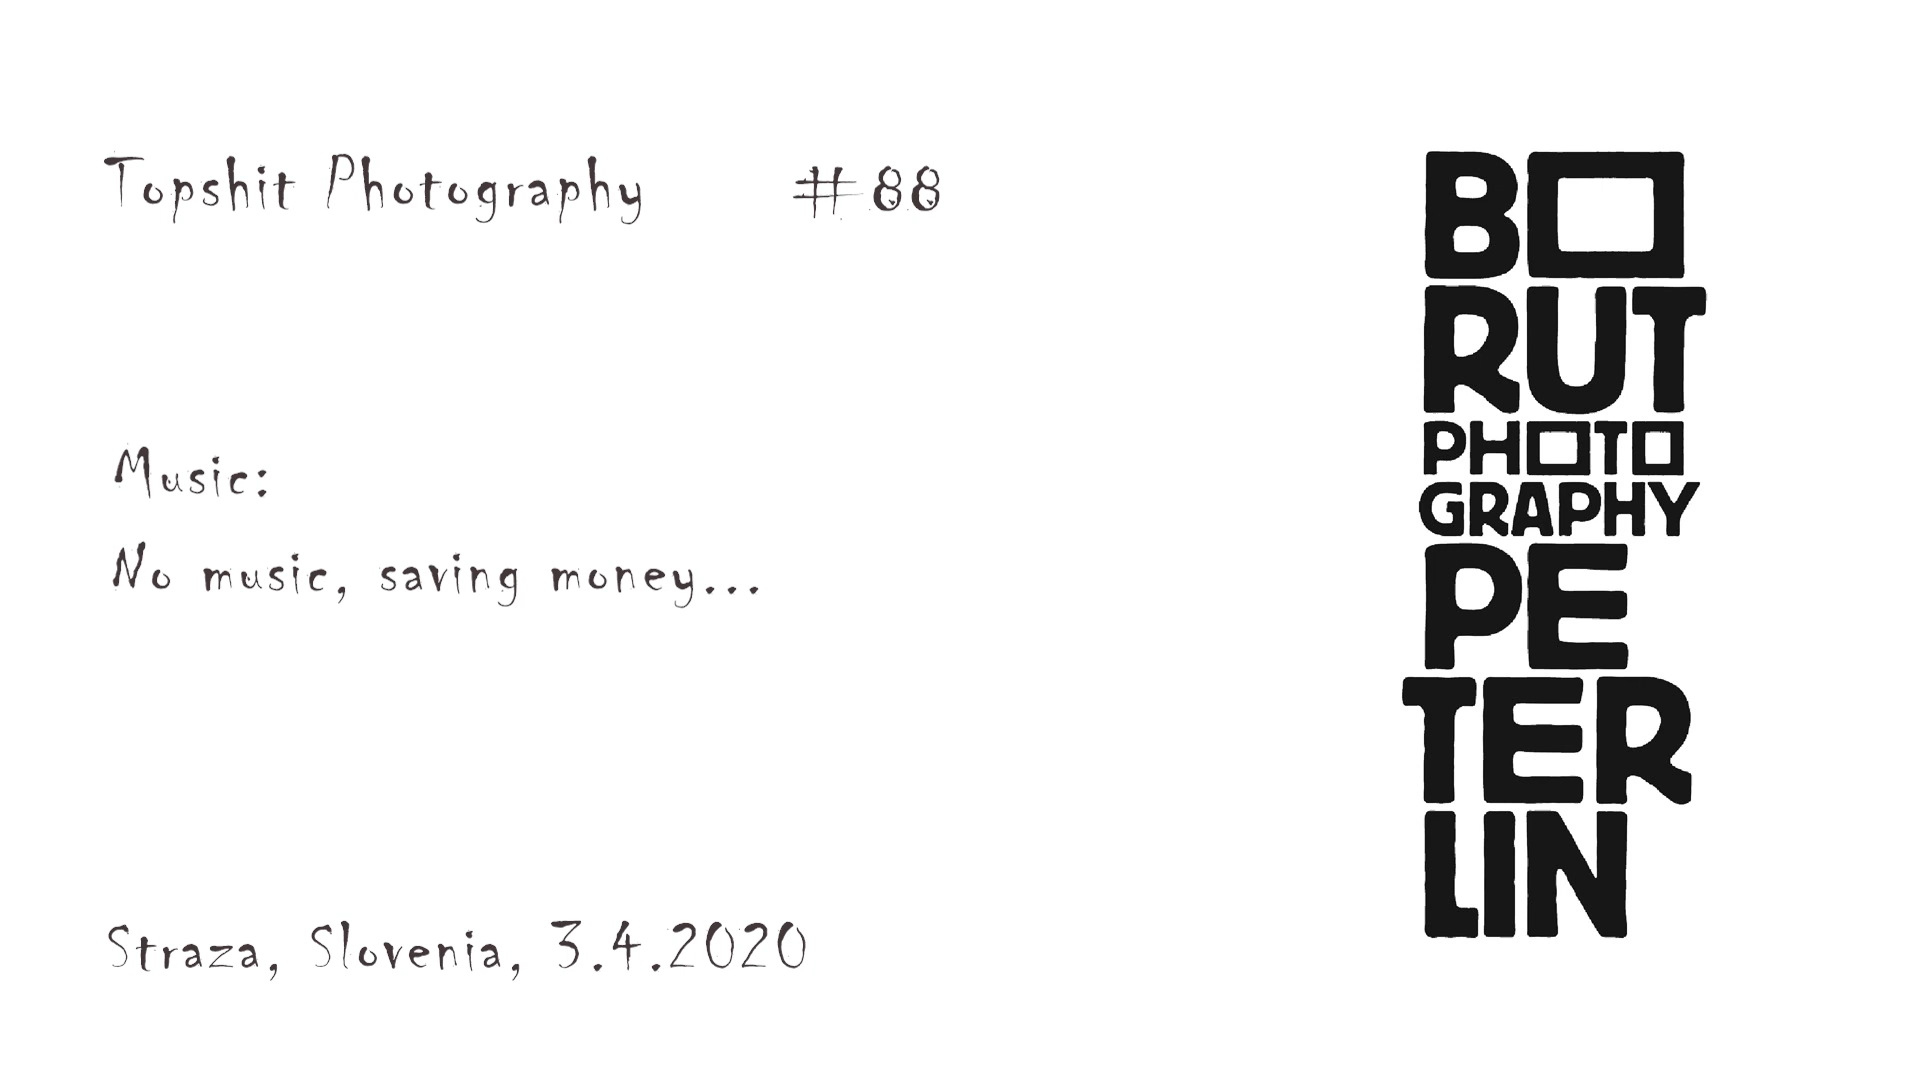 Topshit Photography #88
Music:
No music, saving money...
Straza, Slovenia, 3.4.2020
BO
RUT
PHOTO
GRAPHY
PE
TER
LIN